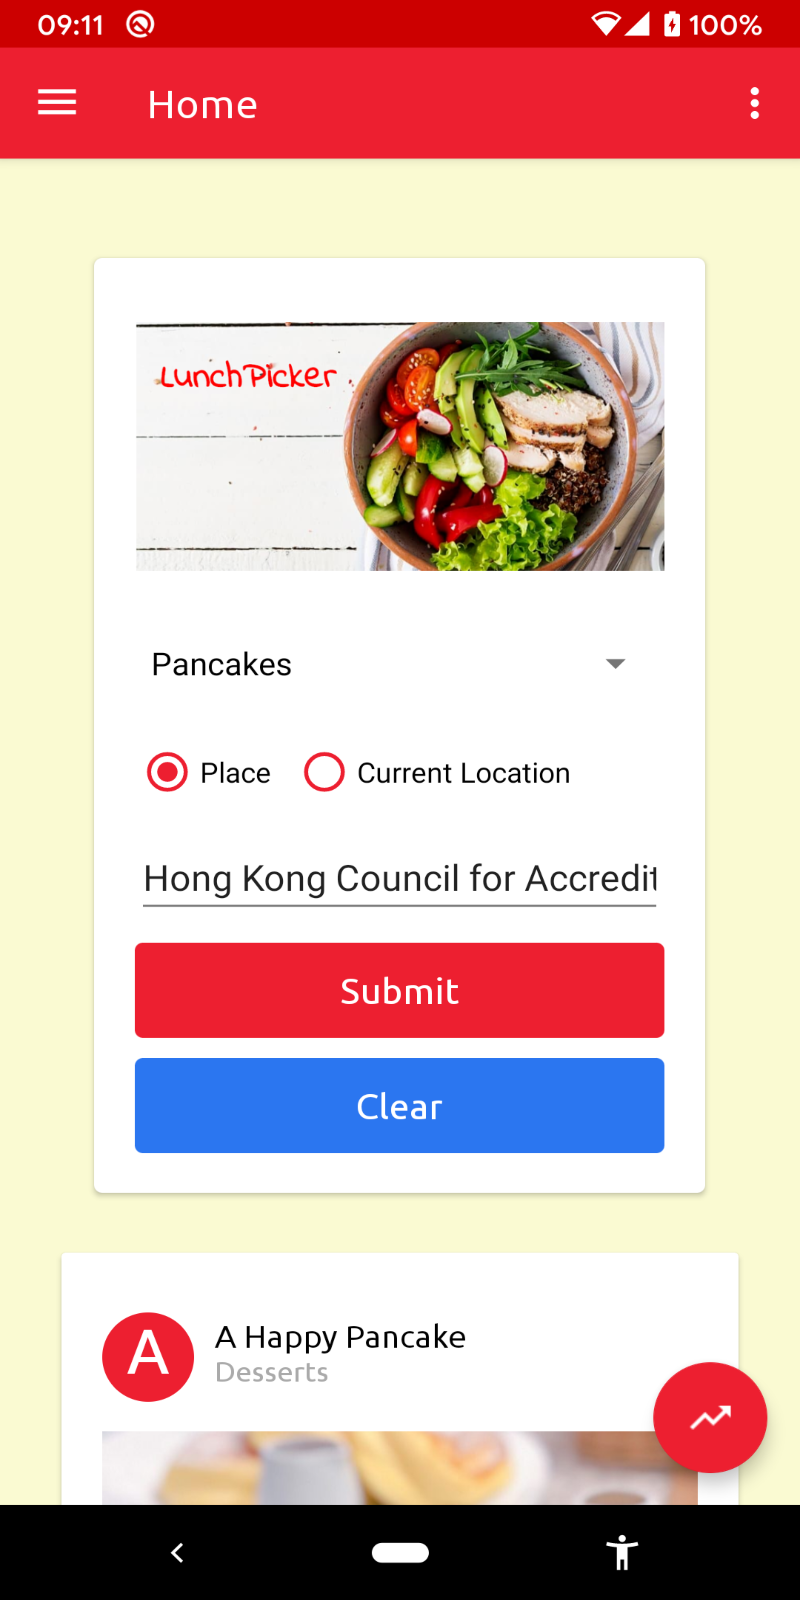 09:11
100%
Home
LunchPicker
Pancakes
Place
Current Location
Hong Kong Council for Accredit
Submit
Clear
A
A Happy Pancake
Desserts